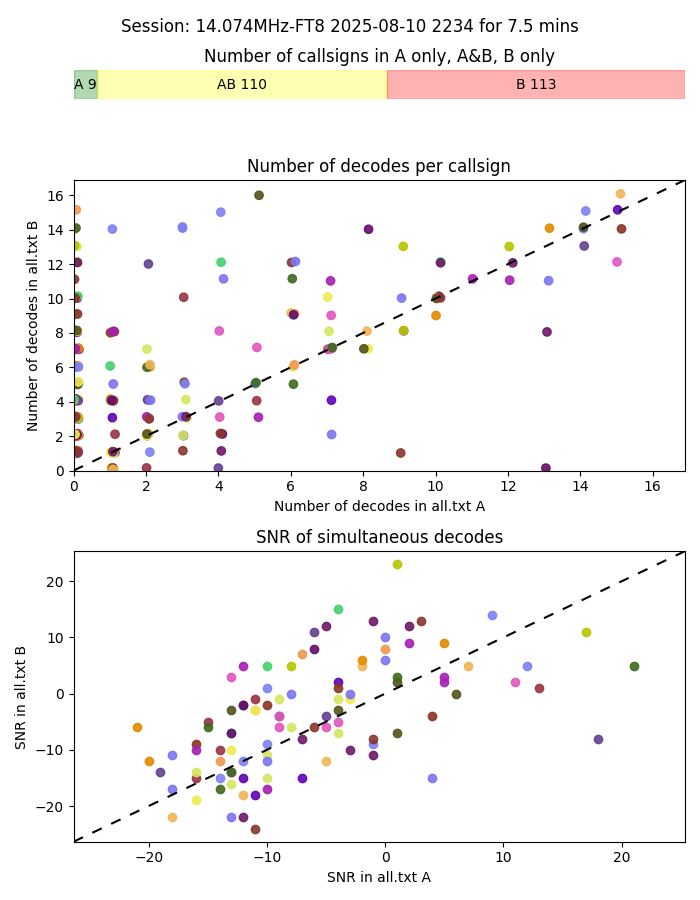 Session: 14.074MHz-FT8 2025-08-10 2234 for 7.5 mins
Number of callsigns in A only, A&B, B only
A 9 AB 110 B 113
Number of decodes per callsign
Number of decodes in all.txt B
16
14
12
10
8
6
4
2
0
0 2 4 6 8 10 12 14 16
Number of decodes in all.txt A
SNR of simultaneous decodes
SNR in all.txt B
20
10
0
−10
−20
−20 −10 0 10 20
SNR in all.txt A